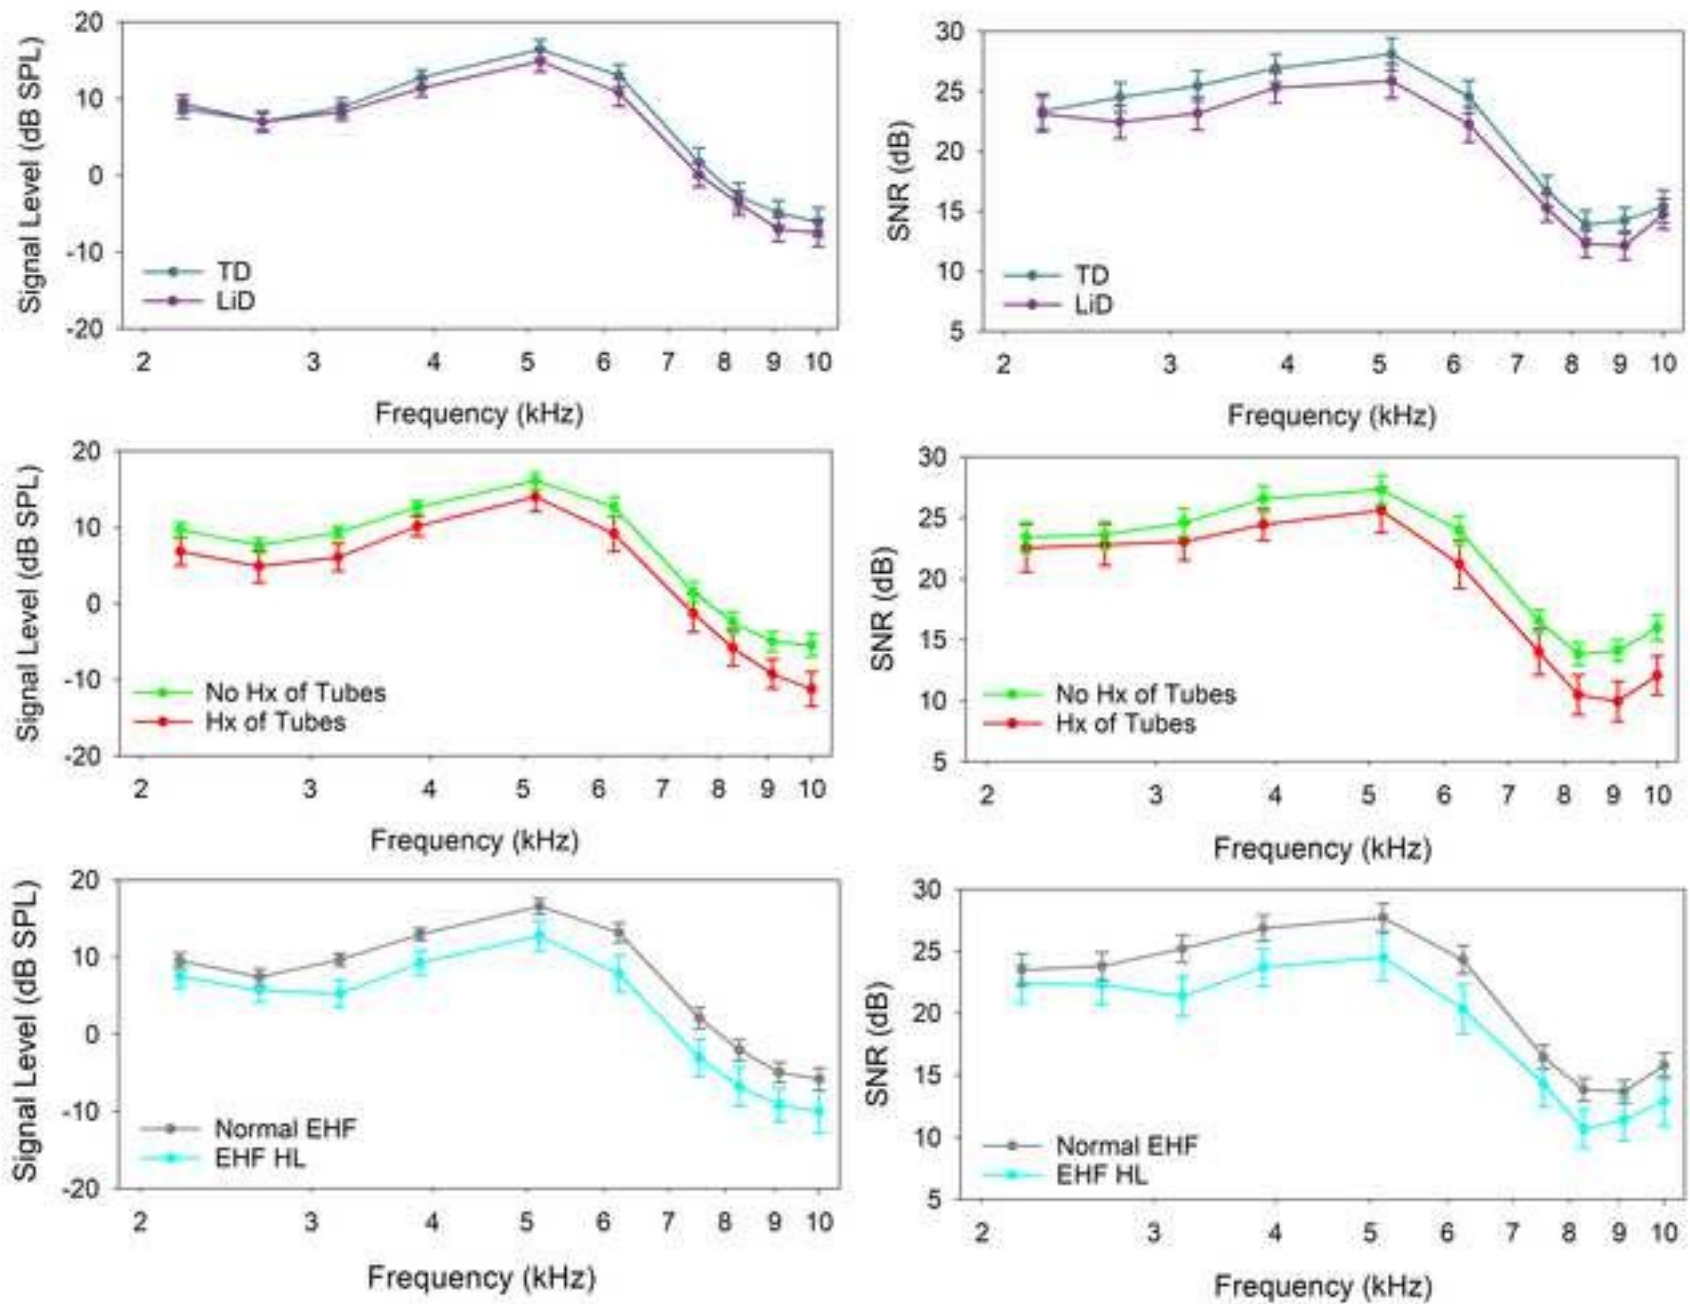 Signal Level (dB SPL)
20
10
0
-10
-20
TD
LiD
2 3 4 5 6 7 8 9 10
Frequency (kHz)
SNR (dB)
30
25
20
15
10
5
TD
LiD
2 3 4 5 6 7 8 9 10
Frequency (kHz)
Signal Level (dB SPL)
20
10
0
-10
-20
No Hx of Tubes
Hx of Tubes
2 3 4 5 6 7 8 9 10
Frequency (kHz)
SNR (dB)
30
25
20
15
10
5
No Hx of Tubes
Hx of Tubes
2 3 4 5 6 7 8 9 10
Frequency (kHz)
Signal Level (dB SPL)
20
10
0
-10
-20
Normal EHF
EHF HL
2 3 4 5 6 7 8 9 10
Frequency (kHz)
SNR (dB)
30
25
20
15
10
5
Normal EHF
EHF HL
2 3 4 5 6 7 8 9 10
Frequency (kHz)